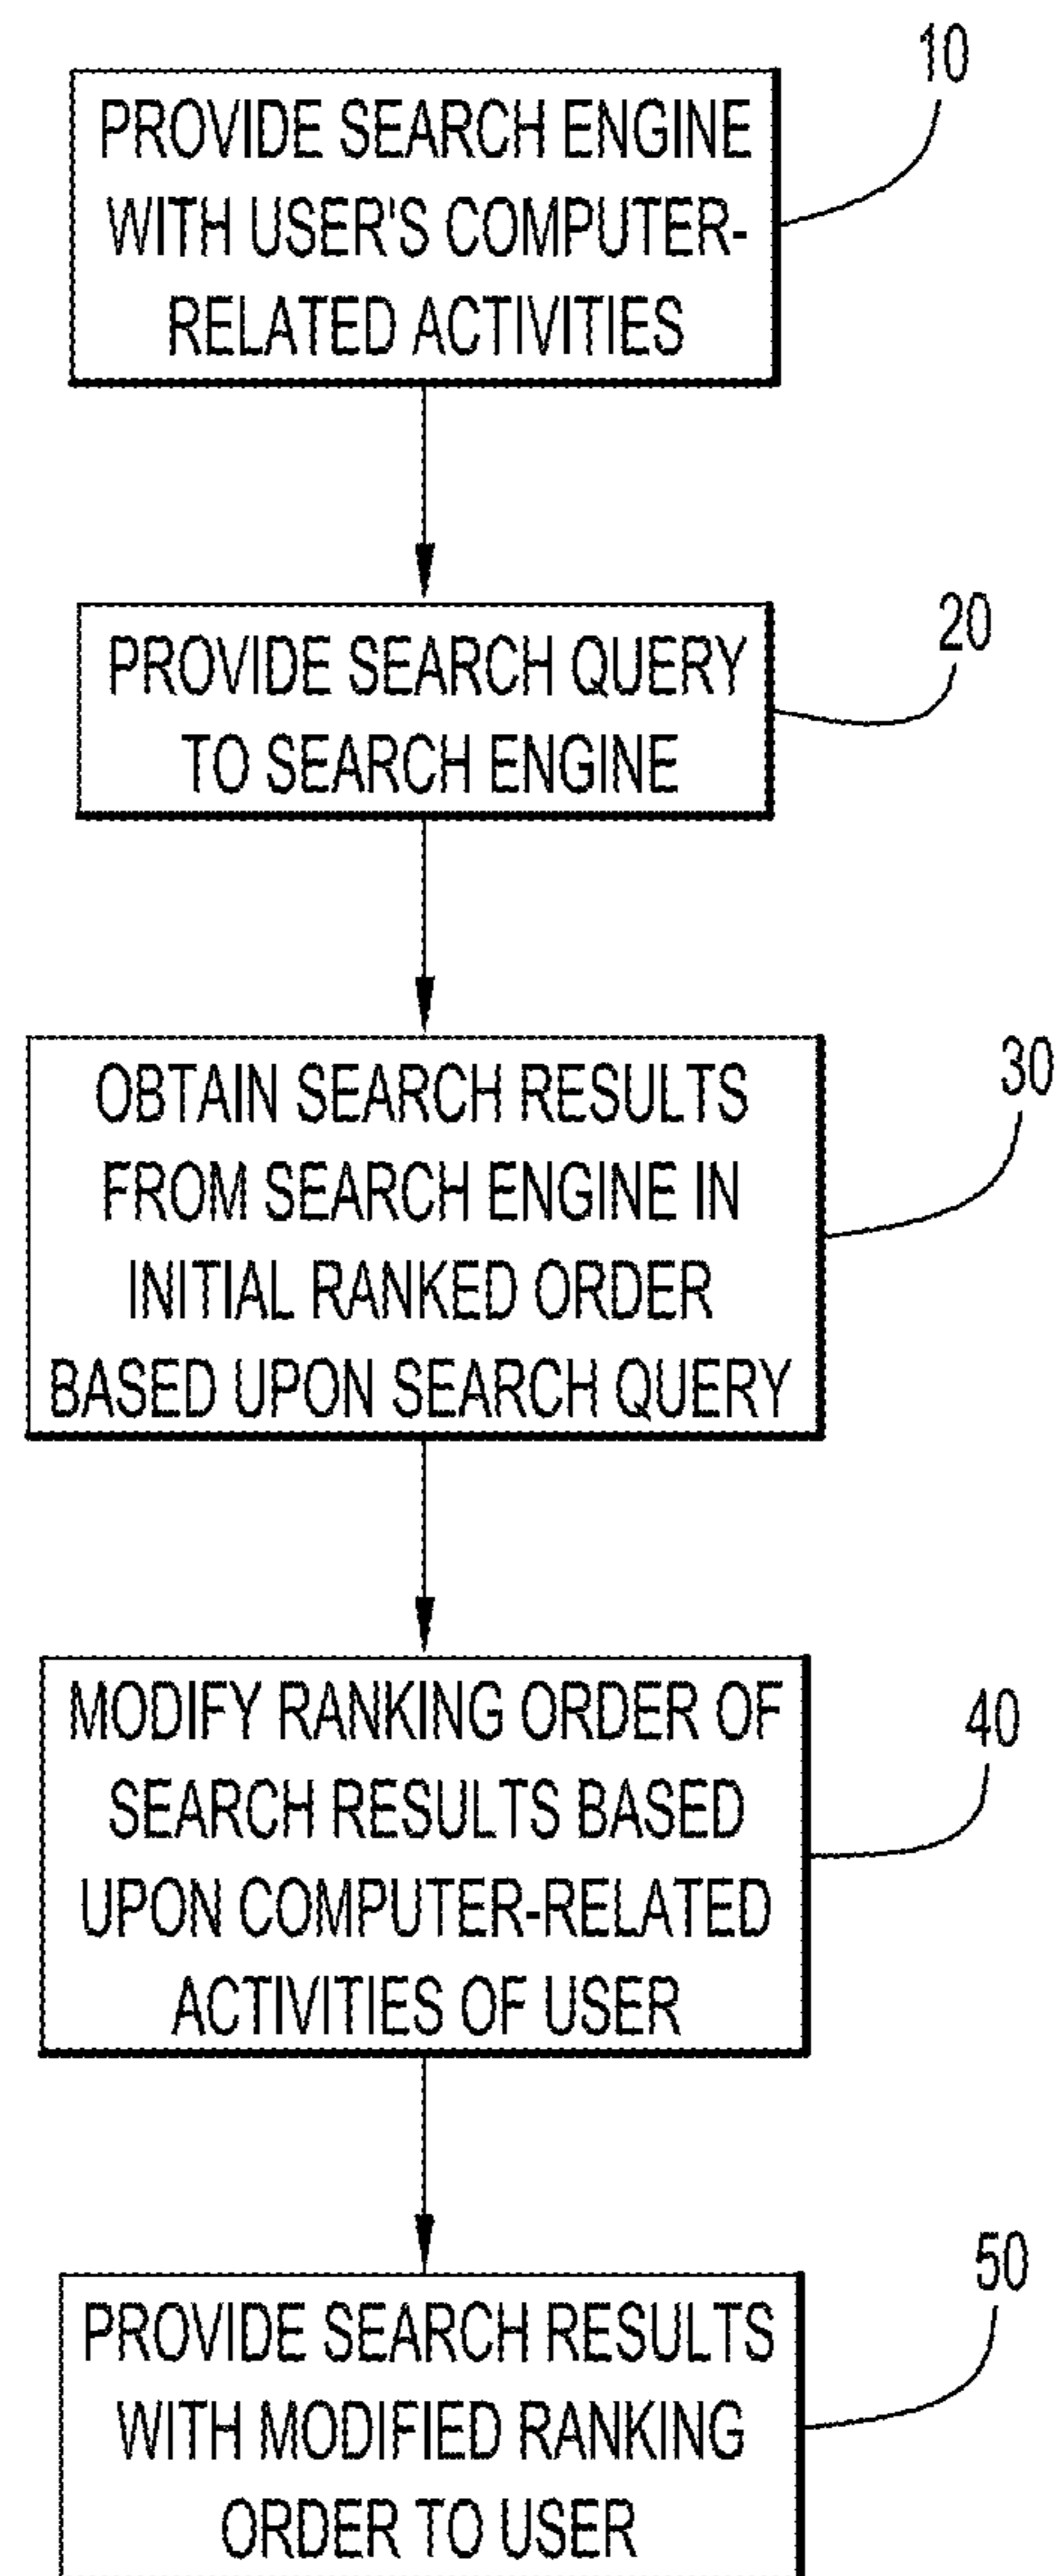 10
PROVIDE SEARCH ENGINE
WITH USER'S COMPUTER-
RELATED ACTIVITIES
20
PROVIDE SEARCH QUERY
TO SEARCH ENGINE
30
OBTAIN SEARCH RESULTS
FROM SEARCH ENGINE IN
INITIAL RANKED ORDER
BASED UPON SEARCH QUERY
40
MODIFY RANKING ORDER OF
SEARCH RESULTS BASED
UPON COMPUTER-RELATED
ACTIVITIES OF USER
50
PROVIDE SEARCH RESULTS
WITH MODIFIED RANKING
ORDER TO USER